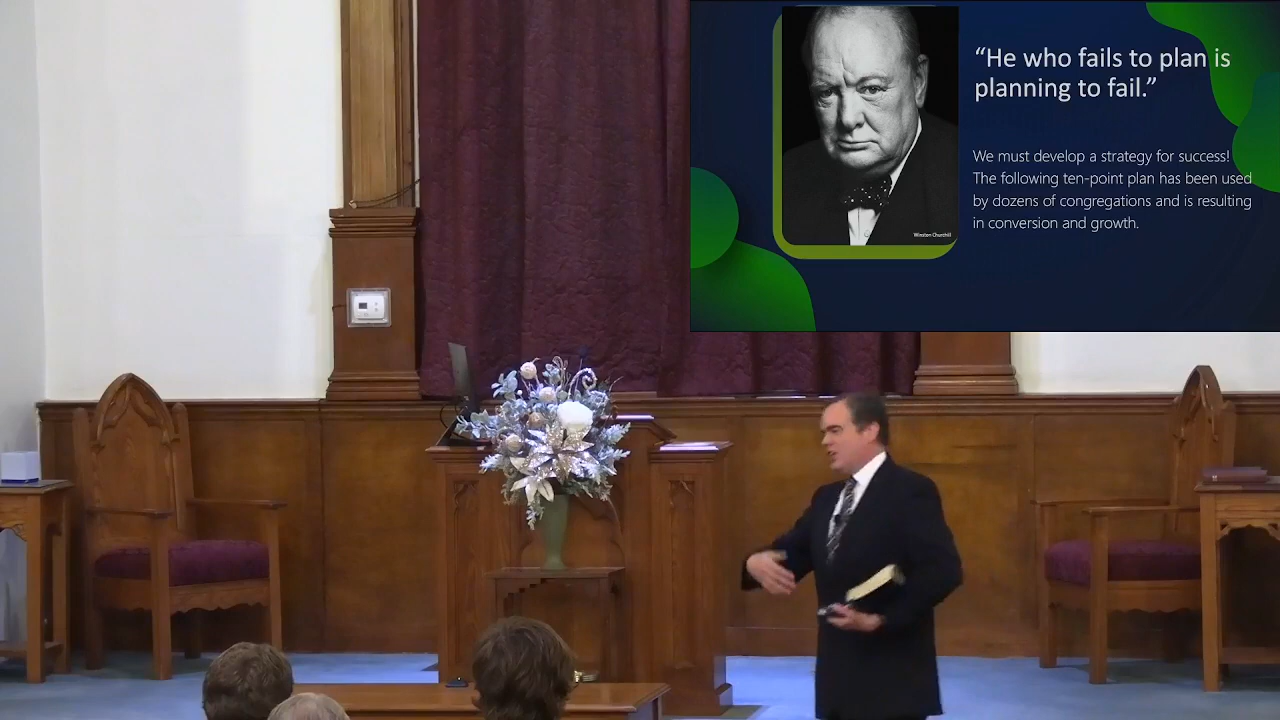 “He who fails to plan is
planning to fail.”
We must develop a strategy for success!
The following ten-point plan has been used
by dozens of congregations and is resulting
in conversion and growth.
Winston Churchill